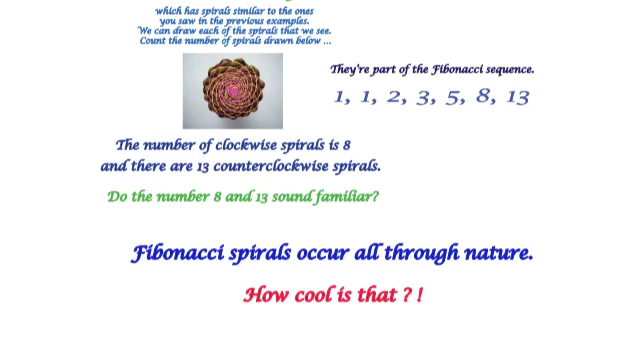 which has spirals similar to the ones
you saw in the previous examples.
We can draw each of the spirals that we see.
Count the number of spirals drawn below ...
They're part of the Fibonacci sequence.
1, 1, 2, 3, 5, 8, 13
The number of clockwise spirals is 8
and there are 13 counterclockwise spirals.
Do the number 8 and 13 sound familiar?
Fibonacci spirals occur all through nature.
How cool is that ? !